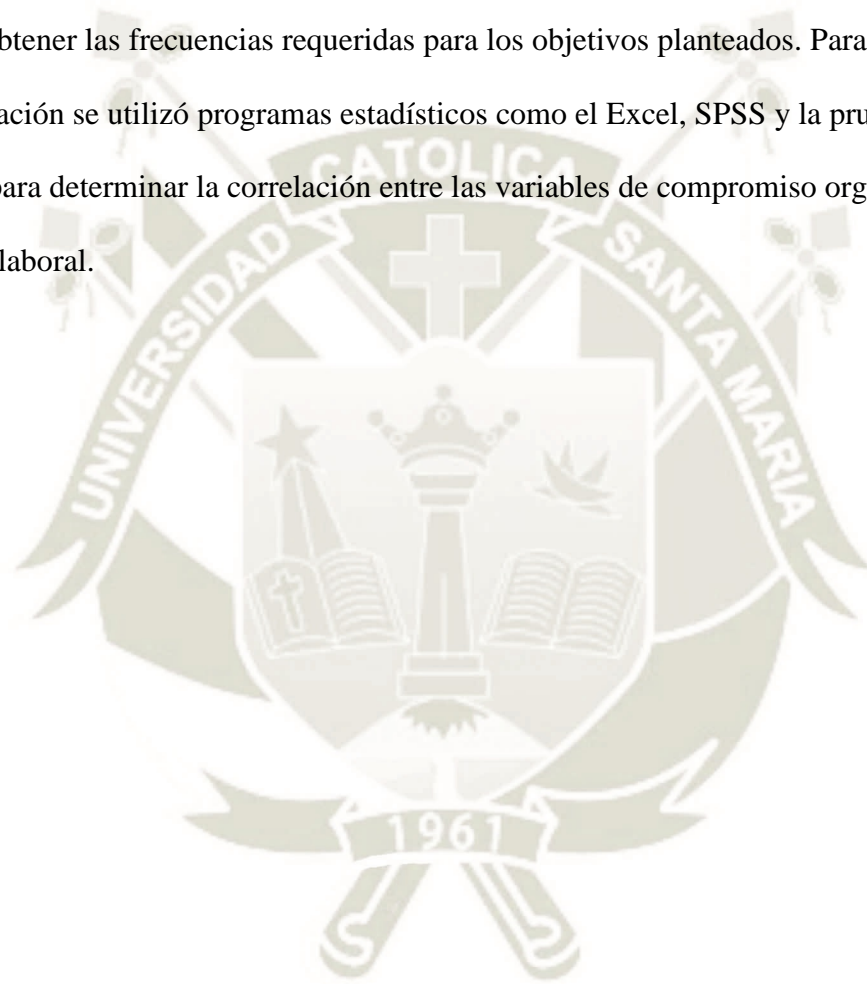 btener las frecuencias requeridas para los objetivos planteados. Para
ación se utilizó programas estadísticos como el Excel, SPSS y la pru
para determinar la correlación entre las variables de compromiso org
laboral.
UNIVERSIDAD CATOLICA SANTA MARIA
1961